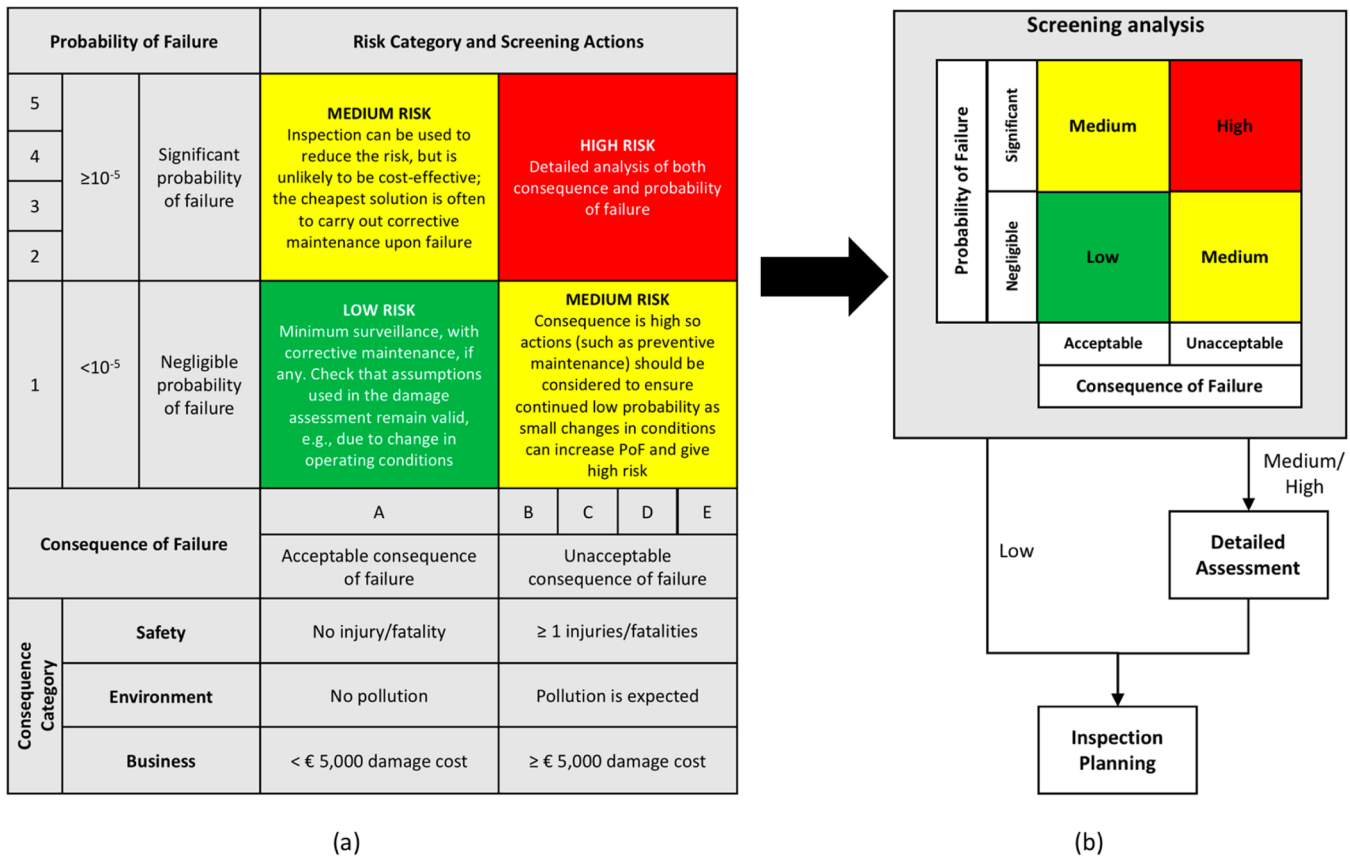 Probability of Failure
Risk Category and Screening Actions
5
4
3
2
≥10-5
Significant
probability
of failure
MEDIUM RISK
Inspection can be used to
reduce the risk, but is
unlikely to be cost-effective;
the cheapest solution is often
to carry out corrective
maintenance upon failure
HIGH RISK
Detailed analysis of both
consequence and probability
of failure
1
<10-5
Negligible
probability
of failure
LOW RISK
Minimum surveillance, with
corrective maintenance, if
any. Check that assumptions
used in the damage
assessment remain valid,
e.g., due to change in
operating conditions
MEDIUM RISK
Consequence is high so
actions (such as preventive
maintenance) should be
considered to ensure
continued low probability as
small changes in conditions
can increase PoF and give
high risk
Consequence of Failure
A
B
C
D
E
Acceptable consequence
of failure
Unacceptable
consequence of failure
Consequence
Category
Safety
No injury/fatality
≥ 1 injuries/fatalities
Environment
No pollution
Pollution is expected
Business
< € 5,000 damage cost
≥ € 5,000 damage cost
(a)
Screening analysis
Probability of Failure
Significant
Medium
High
Negligible
Low
Medium
Acceptable
Unacceptable
Consequence of Failure
Medium/
High
Low
Detailed
Assessment
Inspection
Planning
(b)